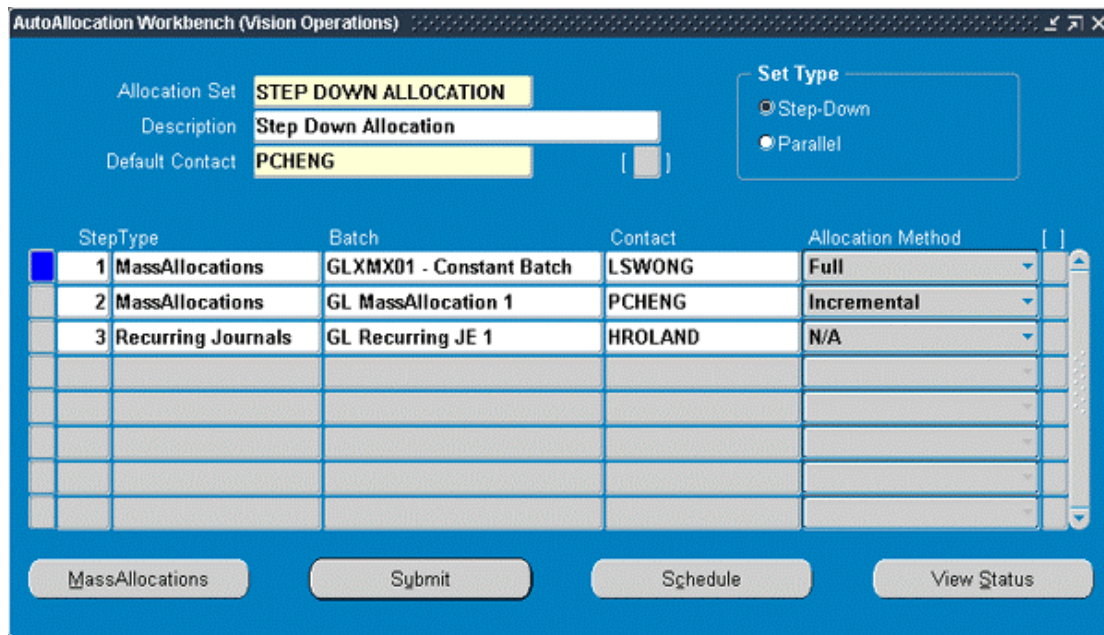 AutoAllocation Workbench (Vision Operations)
Set Type
Allocation Set STEP DOWN ALLOCATION
Step-Down
Description Step Down Allocation
Parallel
Default Contact PCHENG [ ]
Step Type Batch Contact Allocation Method [ ]
1 MassAllocations GLXMX01 - Constant Batch LSWONG Full
2 MassAllocations GL MassAllocation 1 PCHENG Incremental
3 Recurring Journals GL Recurring JE 1 HROLAND N/A
MassAllocations Submit Schedule View Status